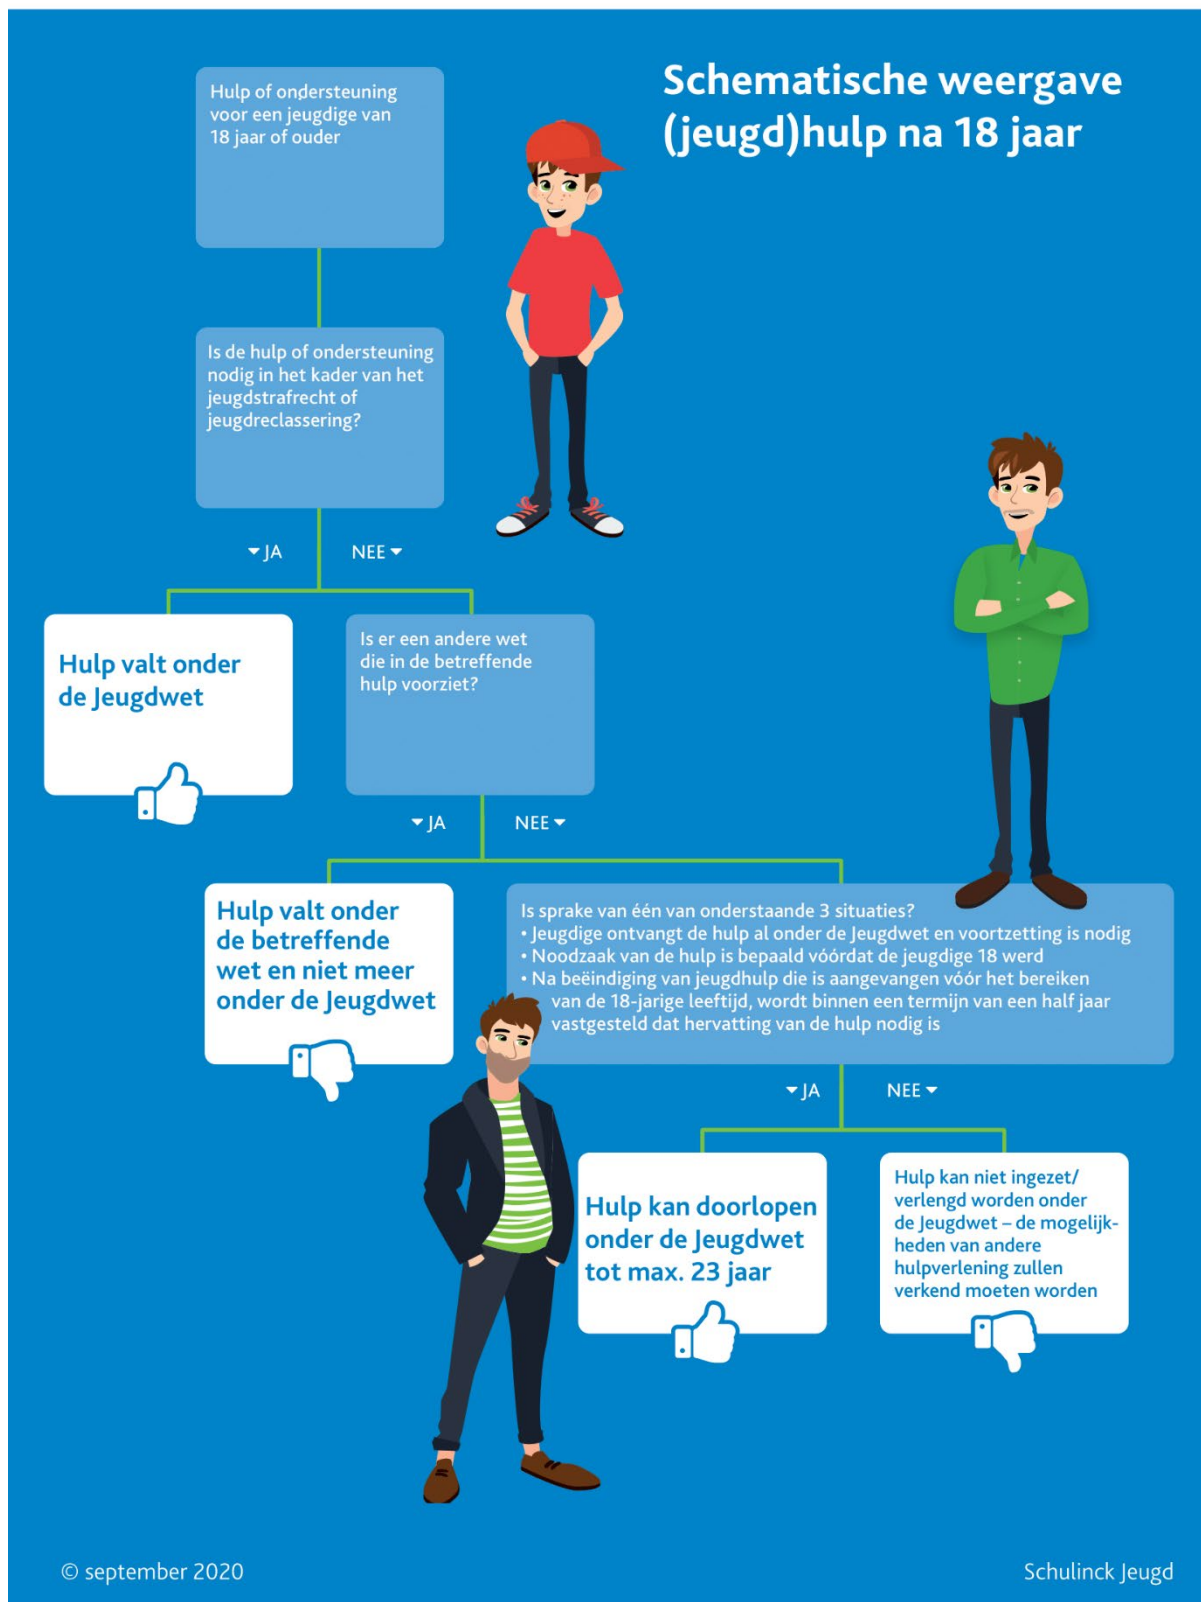 Schematische weergave
(jeugd)hulp na 18 jaar
Hulp of ondersteuning
voor een jeugdige van
18 jaar of ouder
Is de hulp of ondersteuning
nodig in het kader van het
jeugdstrafrecht of
jeugdreclassering?
JA
NEE
Hulp valt onder
de Jeugdwet
Is er een andere wet
die in de betreffende
hulp voorziet?
JA
NEE
Hulp valt onder
de betreffende
wet en niet meer
onder de Jeugdwet
Is sprake van één van onderstaande 3 situaties?
• Jeugdige ontvangt de hulp al onder de Jeugdwet en voortzetting is nodig
• Noodzaak van de hulp is bepaald vóórdat de jeugdige 18 werd
• Na beëindiging van jeugdhulp die is aangevangen vóór het bereiken
van de 18-jarige leeftijd, wordt binnen een termijn van een half jaar
vastgesteld dat hervatting van de hulp nodig is
JA
NEE
Hulp kan doorlopen
onder de Jeugdwet
tot max. 23 jaar
Hulp kan niet ingezet/
verlengd worden onder
de Jeugdwet – de mogelijk-
heden van andere
hulpverlening zullen
verkend moeten worden
© september 2020
Schulinck Jeugd